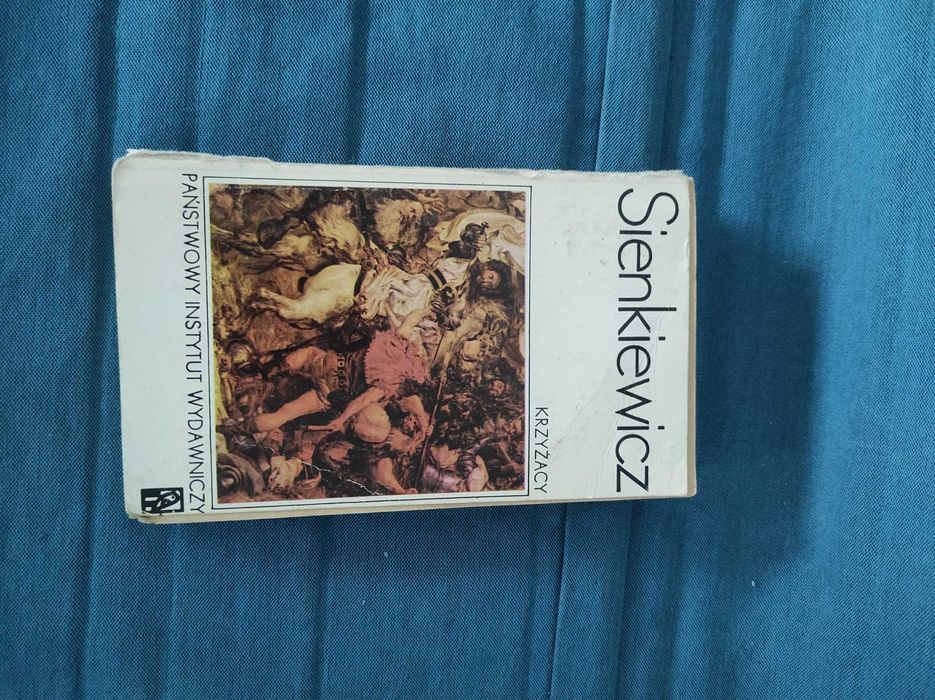 Sienkiewicz
KRZYŻACY
PAŃSTWOWY INSTYTUT WYDAWNICZY